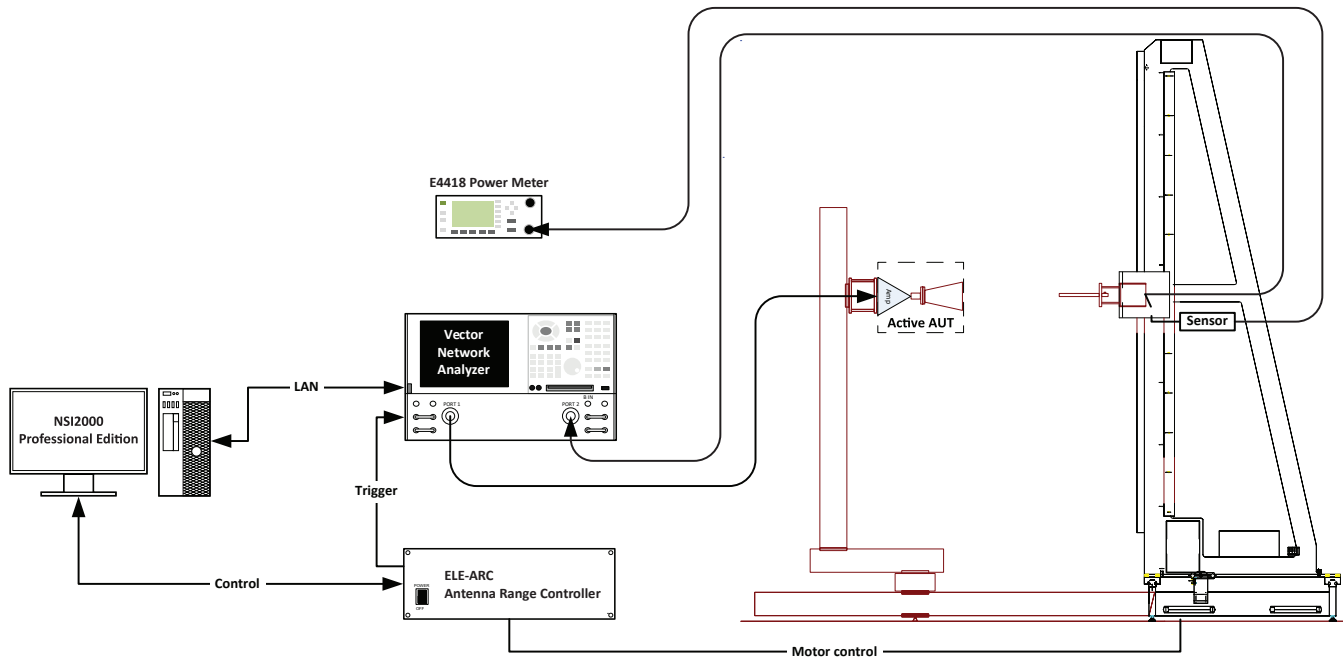 E4418 Power Meter
Amp
Active AUT
Sensor
Vector
Network
Analyzer
B IN
PORT 1
PORT 2
LAN
NSI2000
Professional Edition
Trigger
Control
ELE-ARC
Antenna Range Controller
POWER
OFF
Motor control